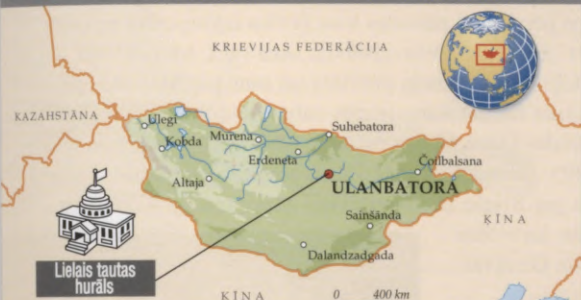 KRIEVIJAS FEDERĀCIJA
KAZAHSTĀNA
Ulegi
Kobda
Murena
Suhebatora
Erdeneta
Čoilbalsana
Altaja
ULANBATORA
Sainšanda
ĶĪNA
Dalandzadgada
Lielais tautas
hurāls
ĶĪNA
0 400 km